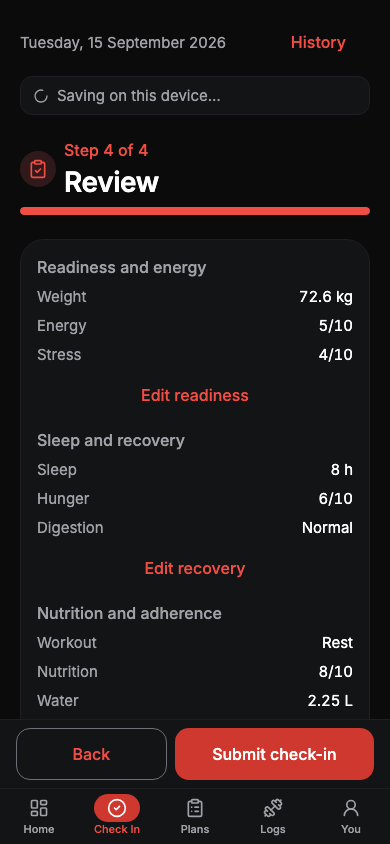 Tuesday, 15 September 2026 History
Saving on this device...
Step 4 of 4
Review
Readiness and energy
Weight 72.6 kg
Energy 5/10
Stress 4/10
Edit readiness
Sleep and recovery
Sleep 8 h
Hunger 6/10
Digestion Normal
Edit recovery
Nutrition and adherence
Workout Rest
Nutrition 8/10
Water 2.25 L
Back Submit check-in
Home Check In Plans Logs You